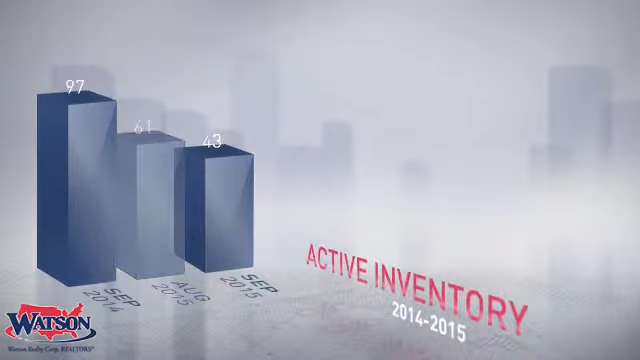 97
61
43
SEP
2014
AUG
2015
SEP
2015
ACTIVE INVENTORY
2014-2015
WATSON
Watson Realty Corp. REALTORS®